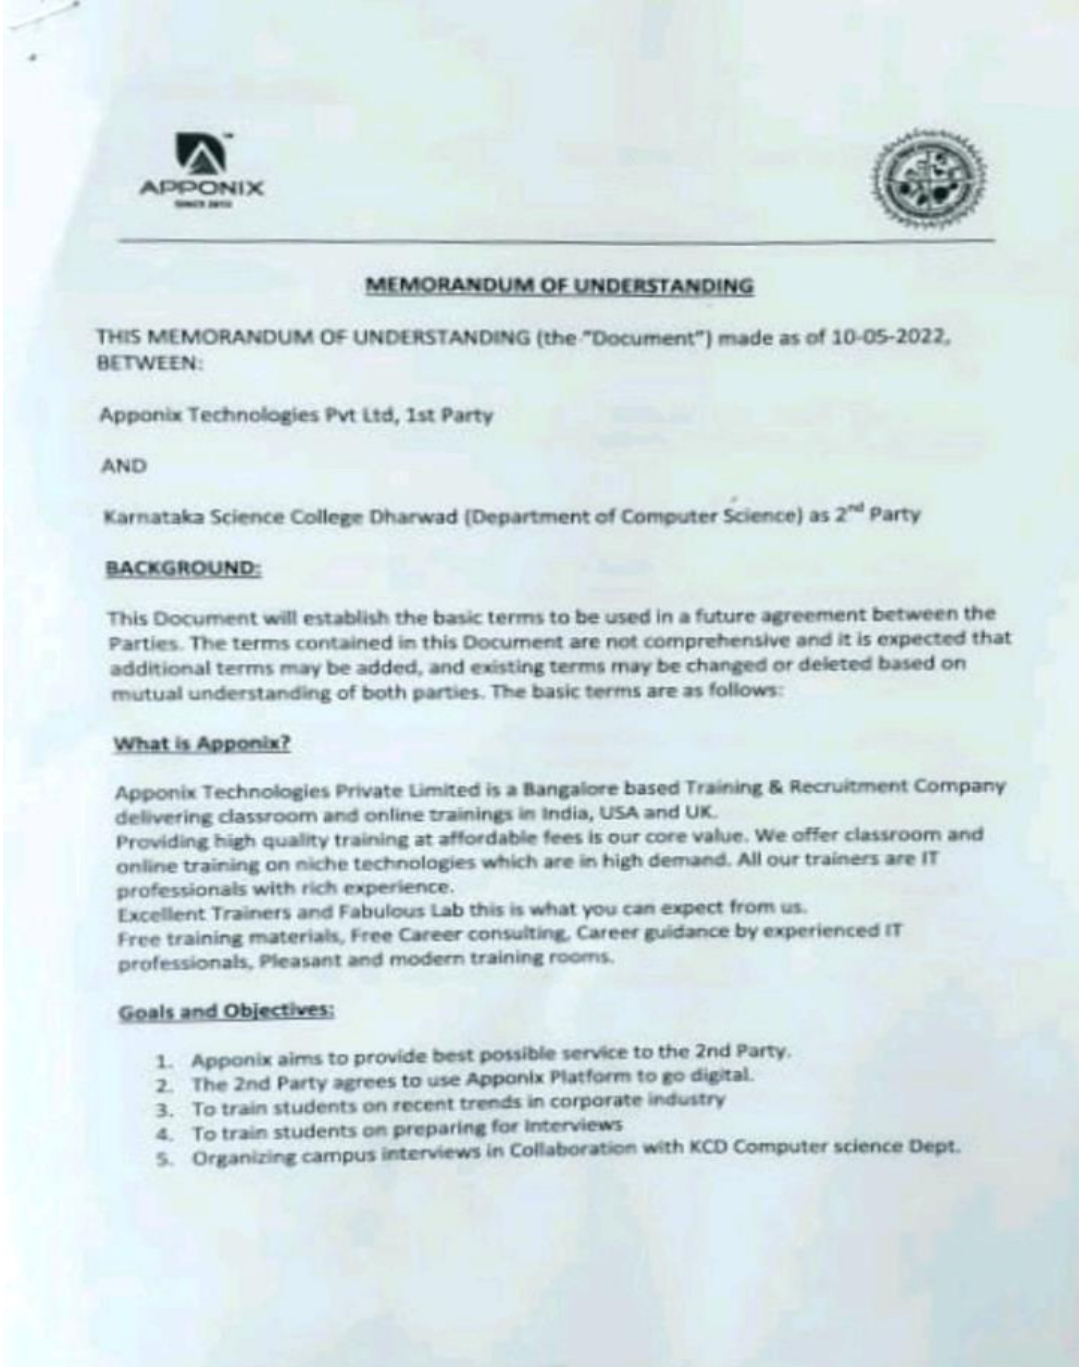 APPONIX
MEMORANDUM OF UNDERSTANDING
THIS MEMORANDUM OF UNDERSTANDING (the "Document") made as of 10-05-2022,
BETWEEN:
Apponix Technologies Pvt Ltd, 1st Party
AND
Karnataka Science College Dharwad (Department of Computer Science) as 2nd Party
BACKGROUND:
This Document will establish the basic terms to be used in a future agreement between the
Parties. The terms contained in this Document are not comprehensive and it is expected that
additional terms may be added, and existing terms may be changed or deleted based on
mutual understanding of both parties. The basic terms are as follows:
What is Apponix?
Apponix Technologies Private Limited is a Bangalore based Training & Recruitment Company
delivering classroom and online trainings in India, USA and UK.
Providing high quality training at affordable fees is our core value. We offer classroom and
online training on niche technologies which are in high demand. All our trainers are IT
professionals with rich experience.
Excellent Trainers and Fabulous Lab this is what you can expect from us.
Free training materials, Free Career consulting, Career guidance by experienced IT
professionals, Pleasant and modern training rooms.
Goals and Objectives:
1. Apponix aims to provide best possible service to the 2nd Party.
2. The 2nd Party agrees to use Apponix Platform to go digital.
3. To train students on recent trends in corporate industry
4. To train students on preparing for Interviews
5. Organizing campus interviews in Collaboration with KCD Computer science Dept.